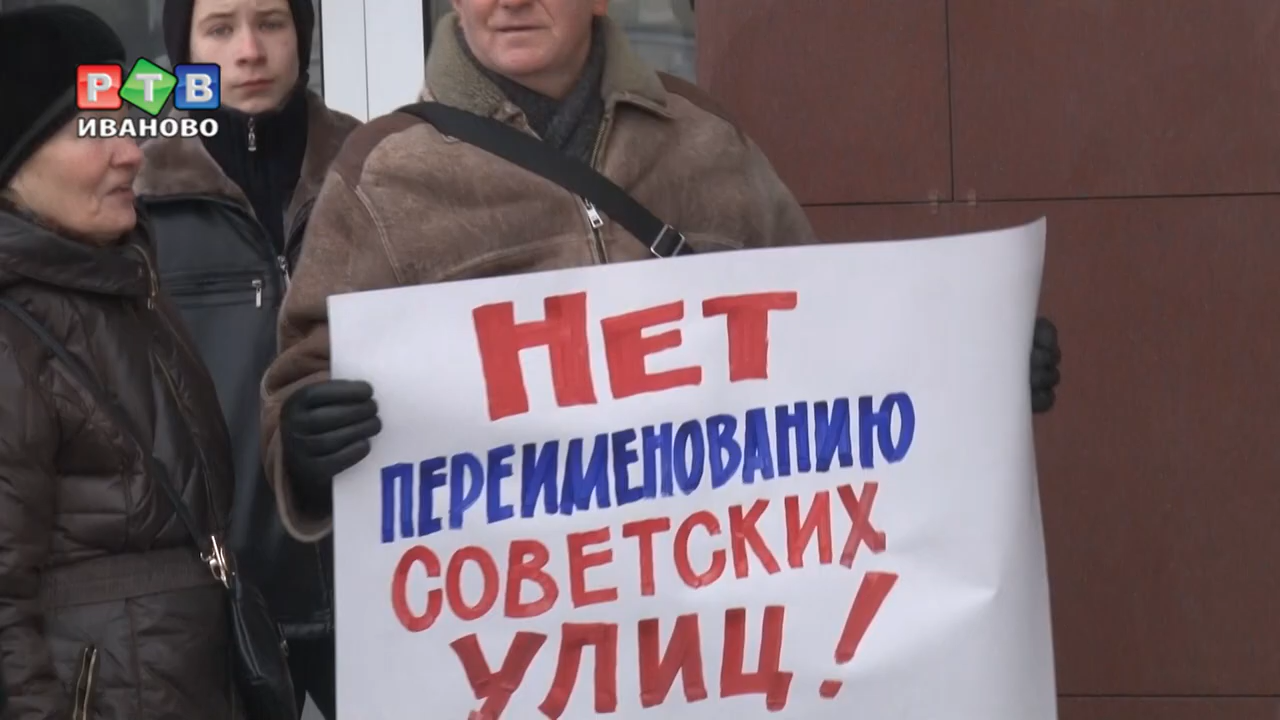 РТВ
ИВАНОВО
НЕТ
ПЕРЕИМЕНОВАНИЮ
СОВЕТСКИХ
УЛИЦ!